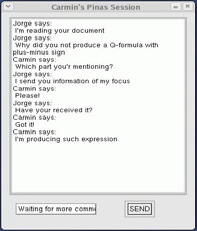 Carmin's Pinas Session
Jorge says:
I'm reading your document
Jorge says:
Why did you not produce a Q-formula with
plus-minus sign
Carmin says:
Which part you'r mentioning?
Jorge says:
I send you information of my focus
Carmin says:
Please!
Jorge says:
Have your received it?
Carmin says:
Got it!
Carmin says:
I'm producing such expression
Waiting for more comme
SEND